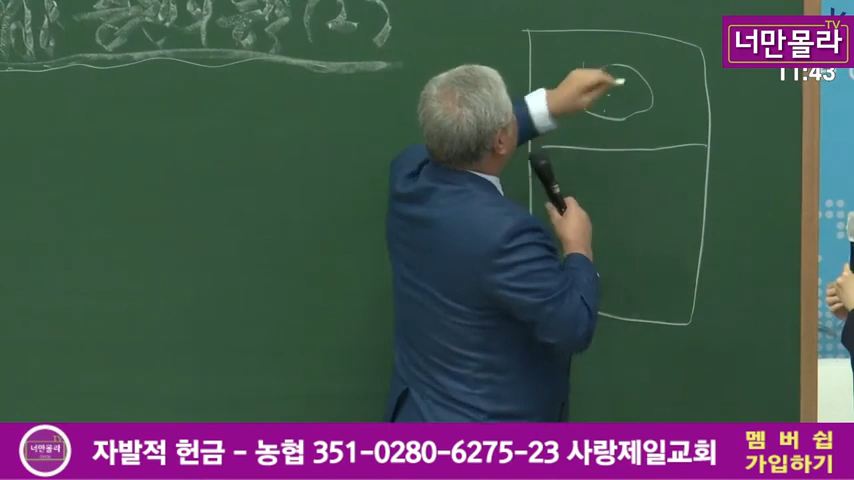 너만몰라
TV
11:43
너만몰라
TV
자발적 헌금 - 농협 351-0280-6275-23 사랑제일교회
멤 버 쉽
가입하기